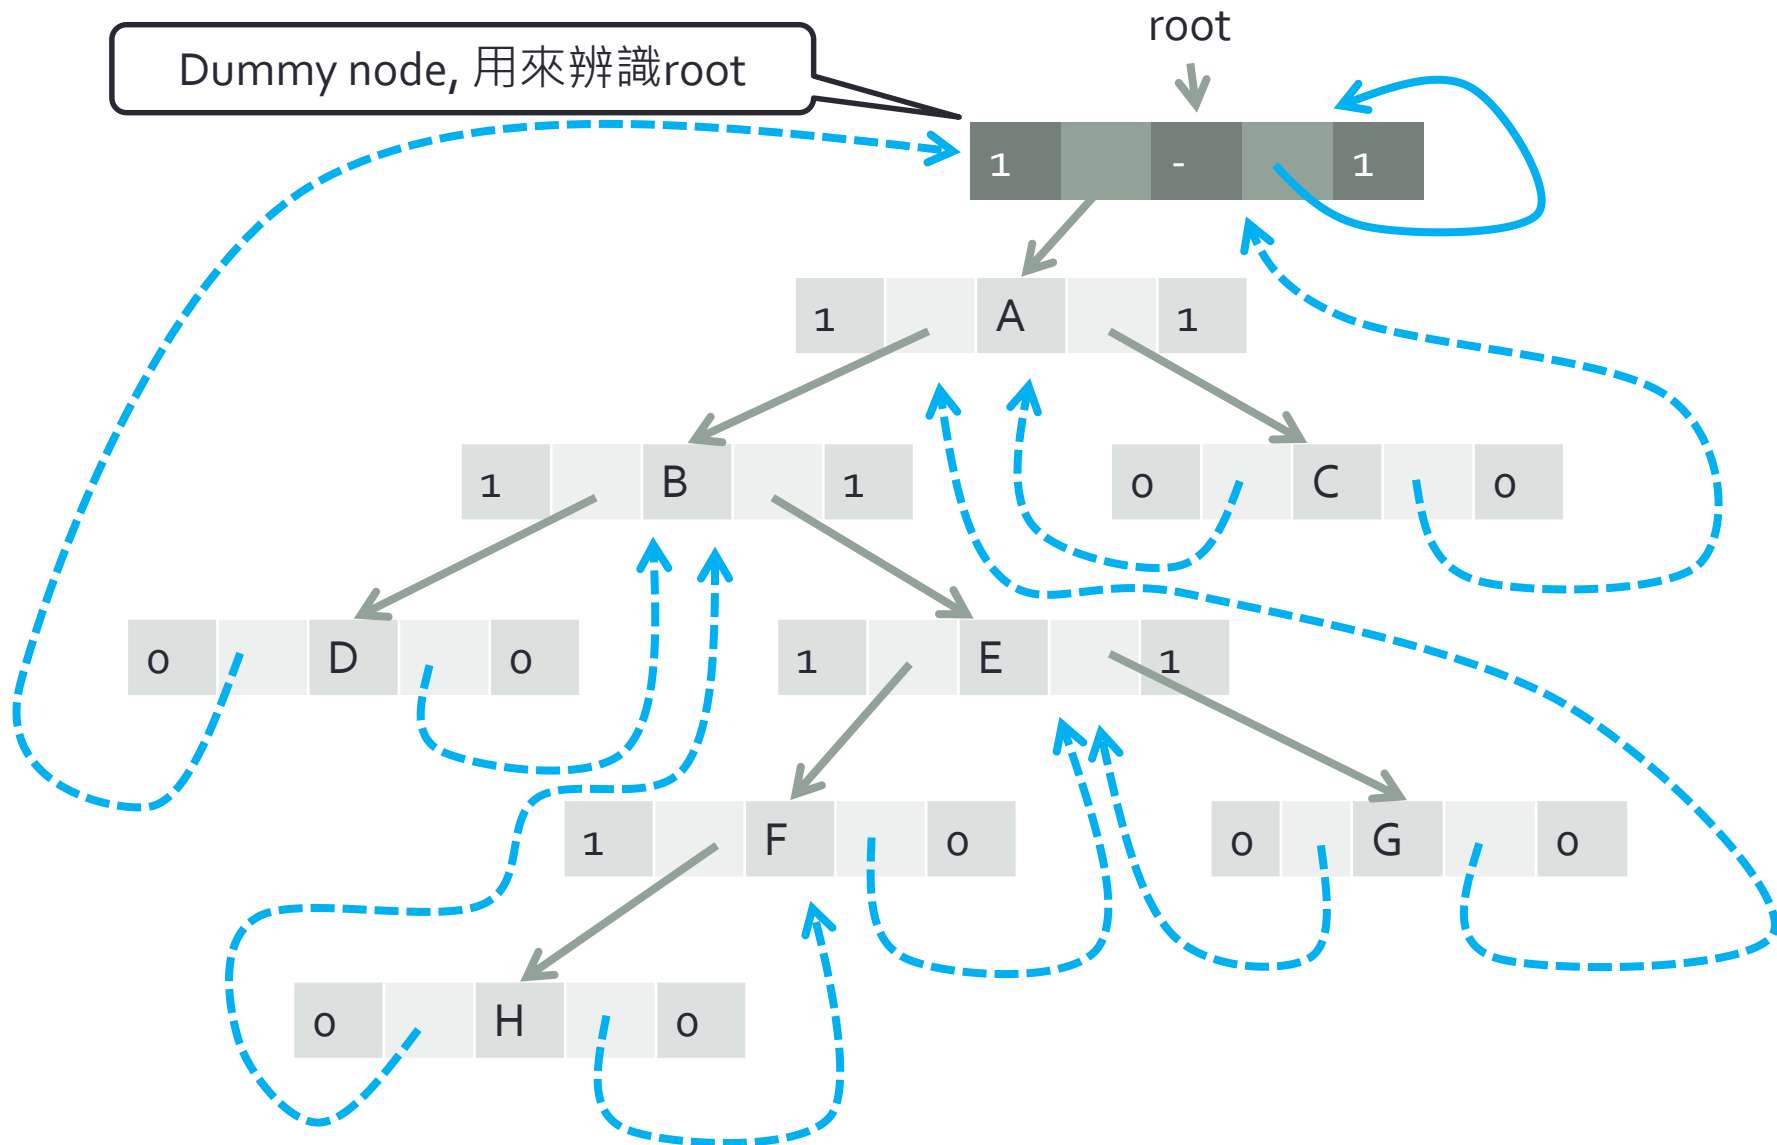 root
Dummy node, 用來辨識root
1 - 1
1 A 1
1 B 1
0 C 0
0 D 0
1 E 1
1 F 0
0 G 0
0 H 0